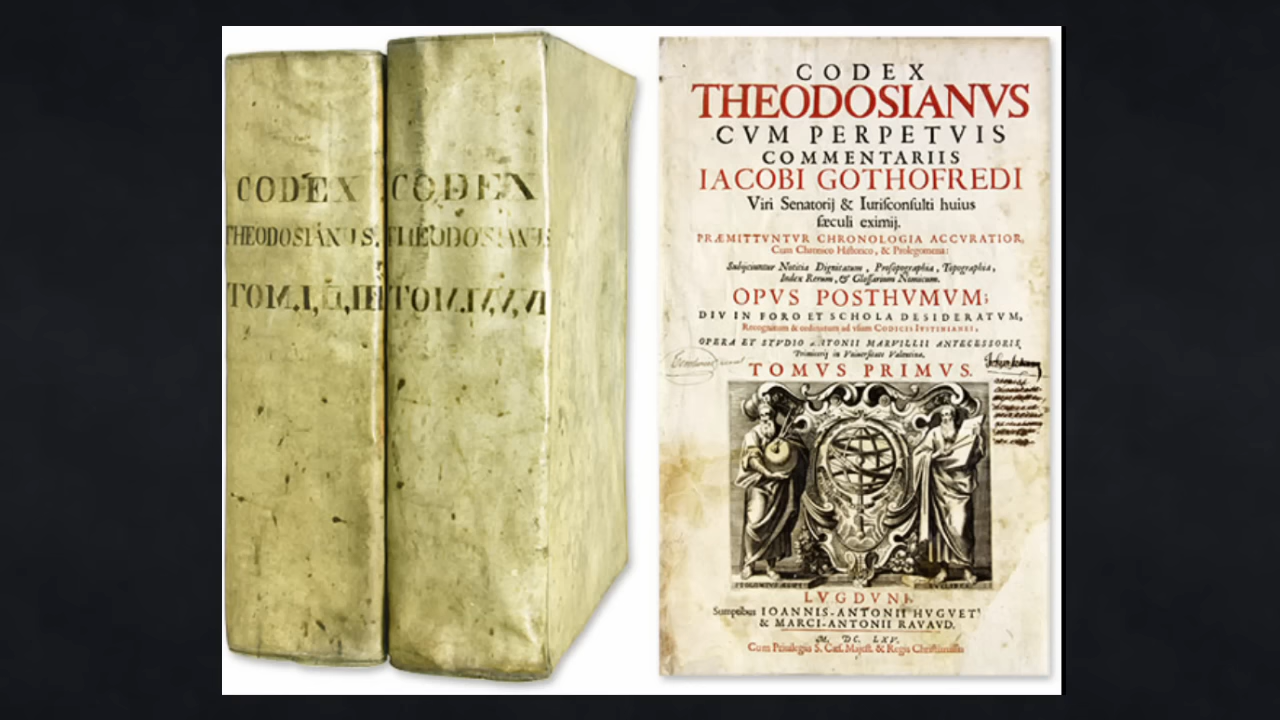 CODEX
THEODOSIANUS.
TOM.I,II,III
CODEX
THEODOSIANUS
TOM.IV,V,VI
CODEX
THEODOSIANVS
CVM PERPETVIS
COMMENTARIIS
IACOBI GOTHOFREDI
Viri Senatorij & Iuriſconſulti huius
ſæculi eximij.
PRÆMITTVNTVR CHRONOLOGIA ACCVRATIOR,
Cum Chronico Hiſtorico, & Prolegomena:
Subijciuntur Notitia Dignitatum, Proſopographia, Topographia,
Index Rerum, & Gloſſarium Nomicum.
OPVS POSTHVMVM;
DIV IN FORO ET SCHOLA DESIDERATVM,
Recognitum & ordinatum ad vſum CODICIS IVSTINIANEI,
OPERA ET STVDIO ANTONII MARVILLII ANTECESSORIS
Primicerij in Vniuerſitate Valentina.
TOMVS PRIMVS.
LVGDVNI,
Sumptibus IOANNIS-ANTONII HVGVETAN
& MARCI-ANTONII RAVAVD.
M. DC. LXV.
Cum Priuilegio S. Cæſ. Majeſt. & Regis Chriſtianiſſ.